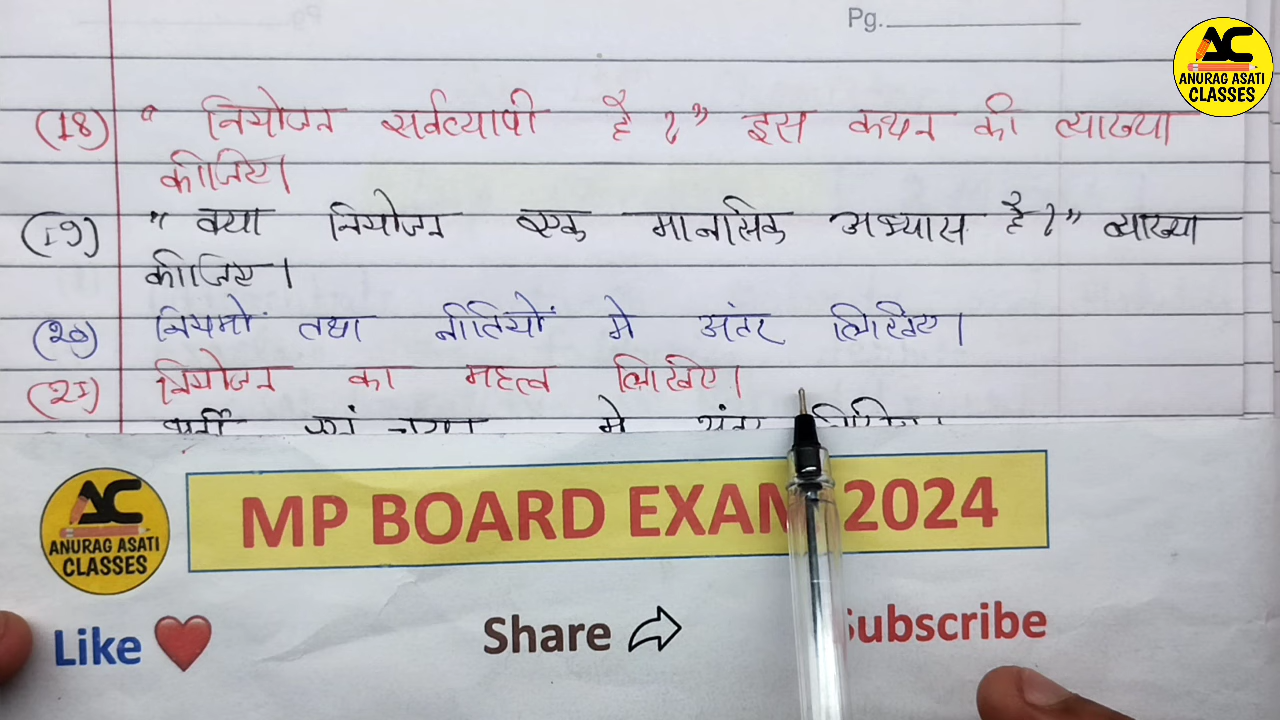 Pg.
AC
ANURAG ASATI
CLASSES
(18) “ नियोजन सर्वव्यापी है ?” इस कथन की व्याख्या
कीजिए।
(19) “ क्या नियोजन एक मानसिक अभ्यास है ?” व्याख्या
कीजिए।
(20) नियमों तथा नीतियों मे अंतर लिखिए।
(21) नियोजन का महत्व लिखिए।
मे
AC
ANURAG ASATI
CLASSES
MP BOARD EXAM 2024
Like Share Subscribe